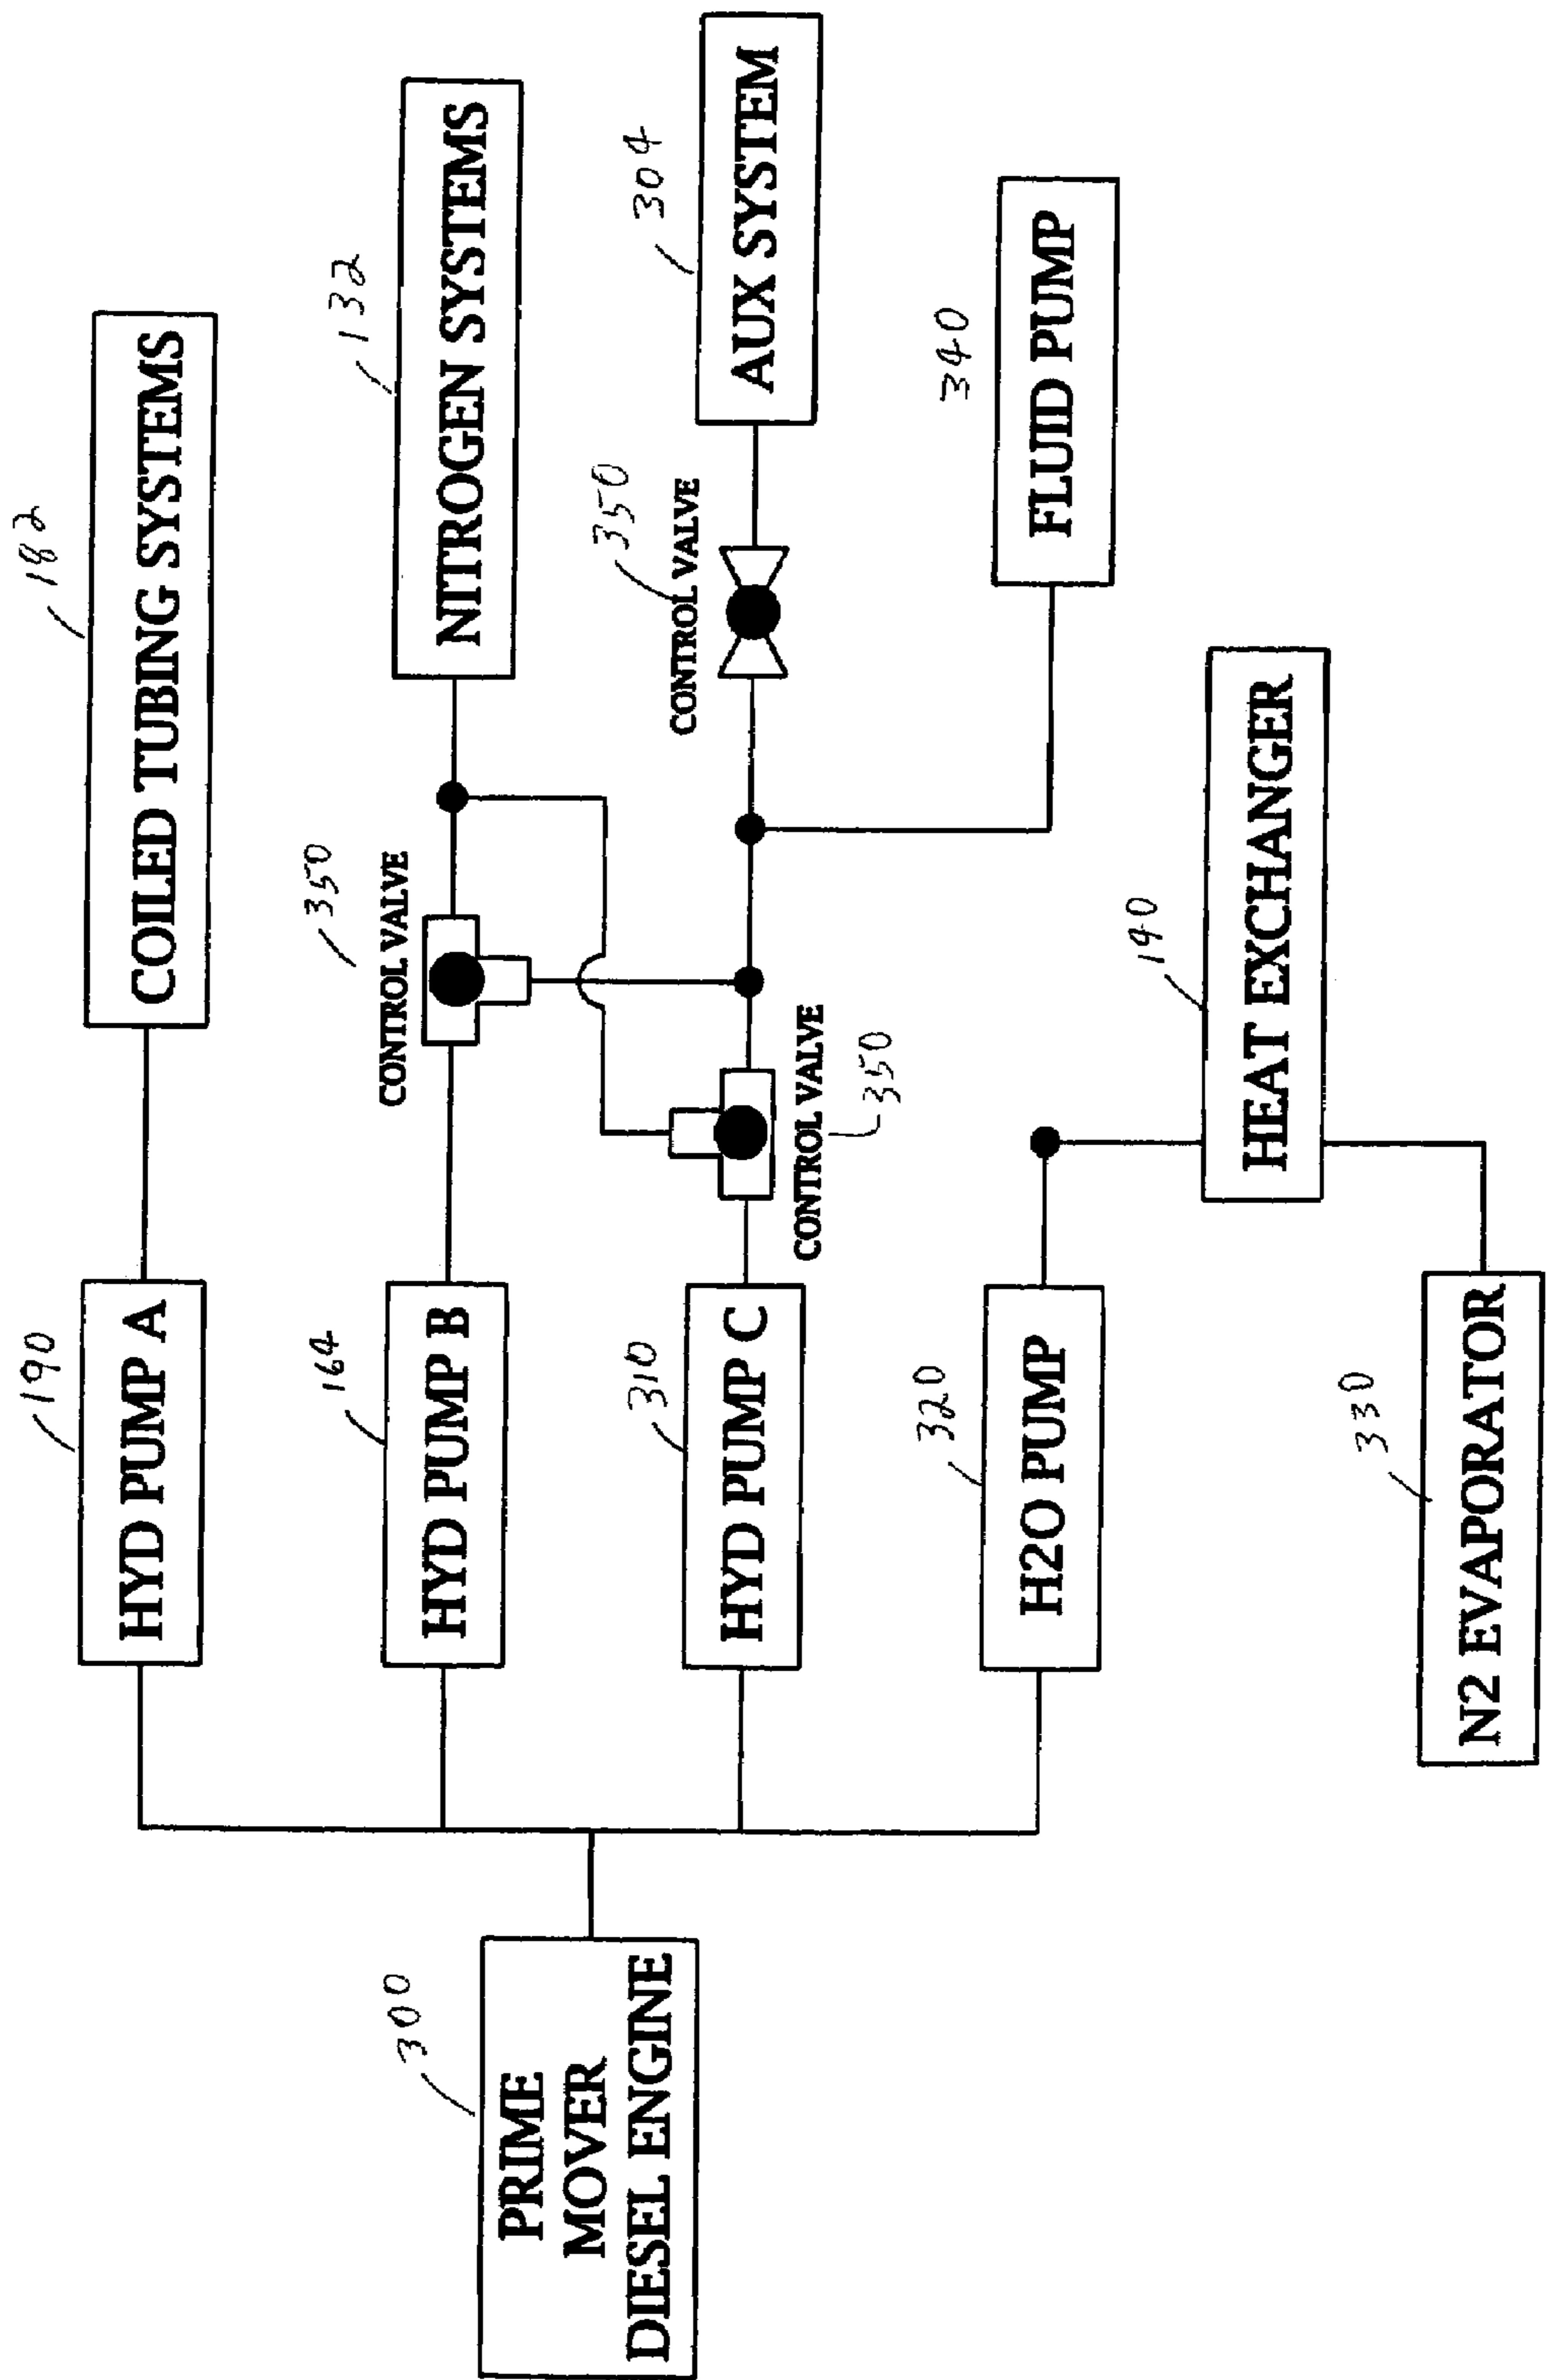 PRIME
MOVER
DIESEL ENGINE
300
HYD PUMP A
190
COILED TUBING SYSTEMS
182
HYD PUMP B
164
CONTROL VALVE
350
NITROGEN SYSTEMS
132
HYD PUMP C
310
CONTROL VALVE
350
CONTROL VALVE
350
AUX SYSTEM
304
H2O PUMP
320
FLUID PUMP
340
HEAT EXCHANGER
140
N2 EVAPORATOR
330